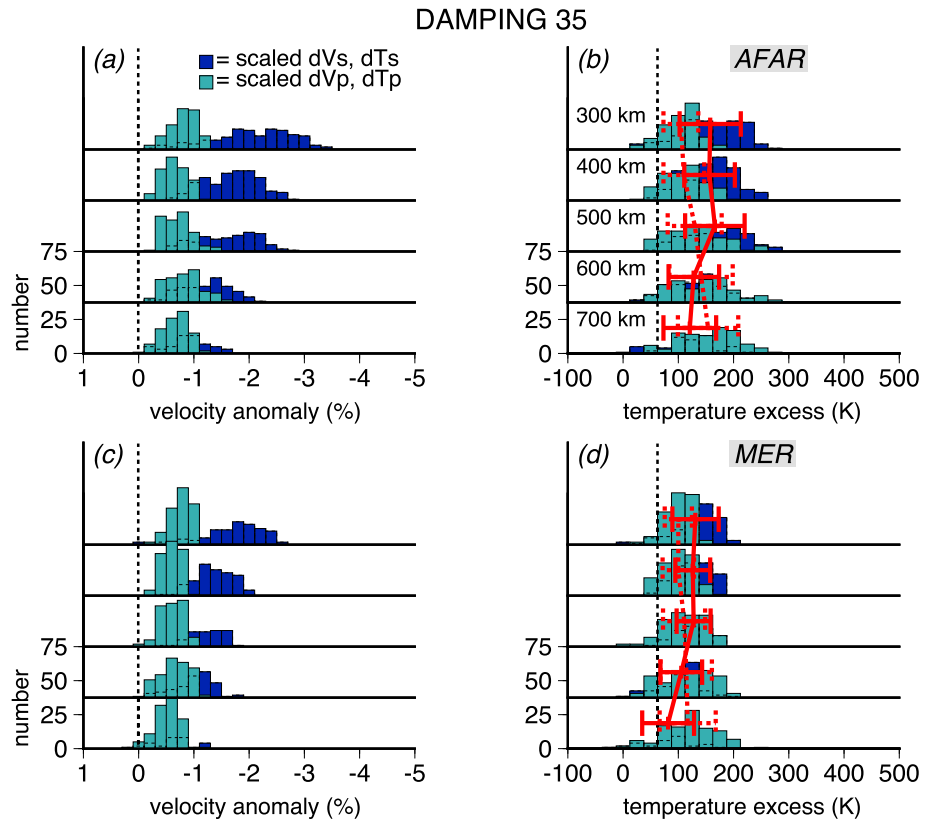 DAMPING 35
(a)
= scaled dVs, dTs
= scaled dVp, dTp
75
50
25
0
number
1 0 -1 -2 -3 -4 -5
velocity anomaly (%)
(b)
AFAR
300 km
400 km
500 km
600 km
700 km
75
50
25
0
-100 0 100 200 300 400 500
temperature excess (K)
(c)
75
50
25
0
number
1 0 -1 -2 -3 -4 -5
velocity anomaly (%)
(d)
MER
75
50
25
0
-100 0 100 200 300 400 500
temperature excess (K)